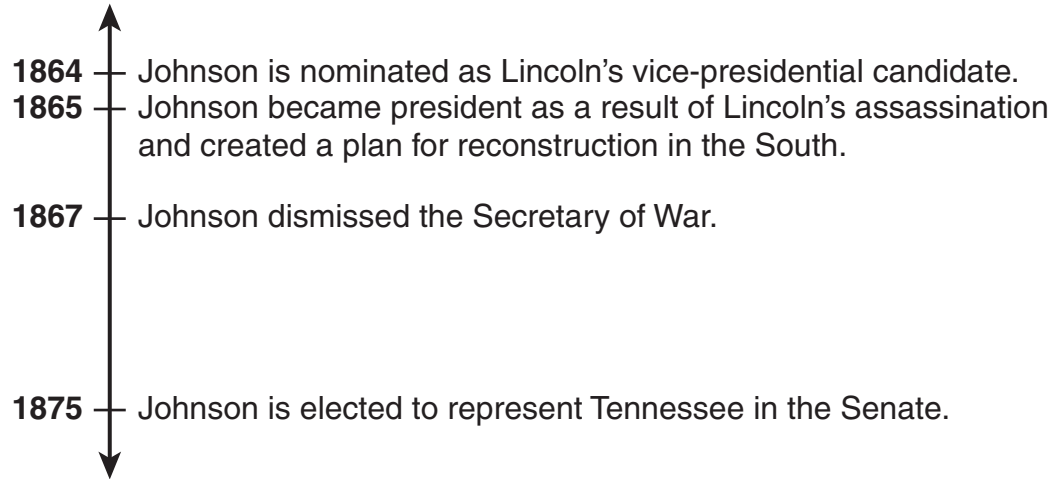 1864 Johnson is nominated as Lincoln's vice-presidential candidate.
1865 Johnson became president as a result of Lincoln's assassination
and created a plan for reconstruction in the South.
1867 Johnson dismissed the Secretary of War.
1875 Johnson is elected to represent Tennessee in the Senate.